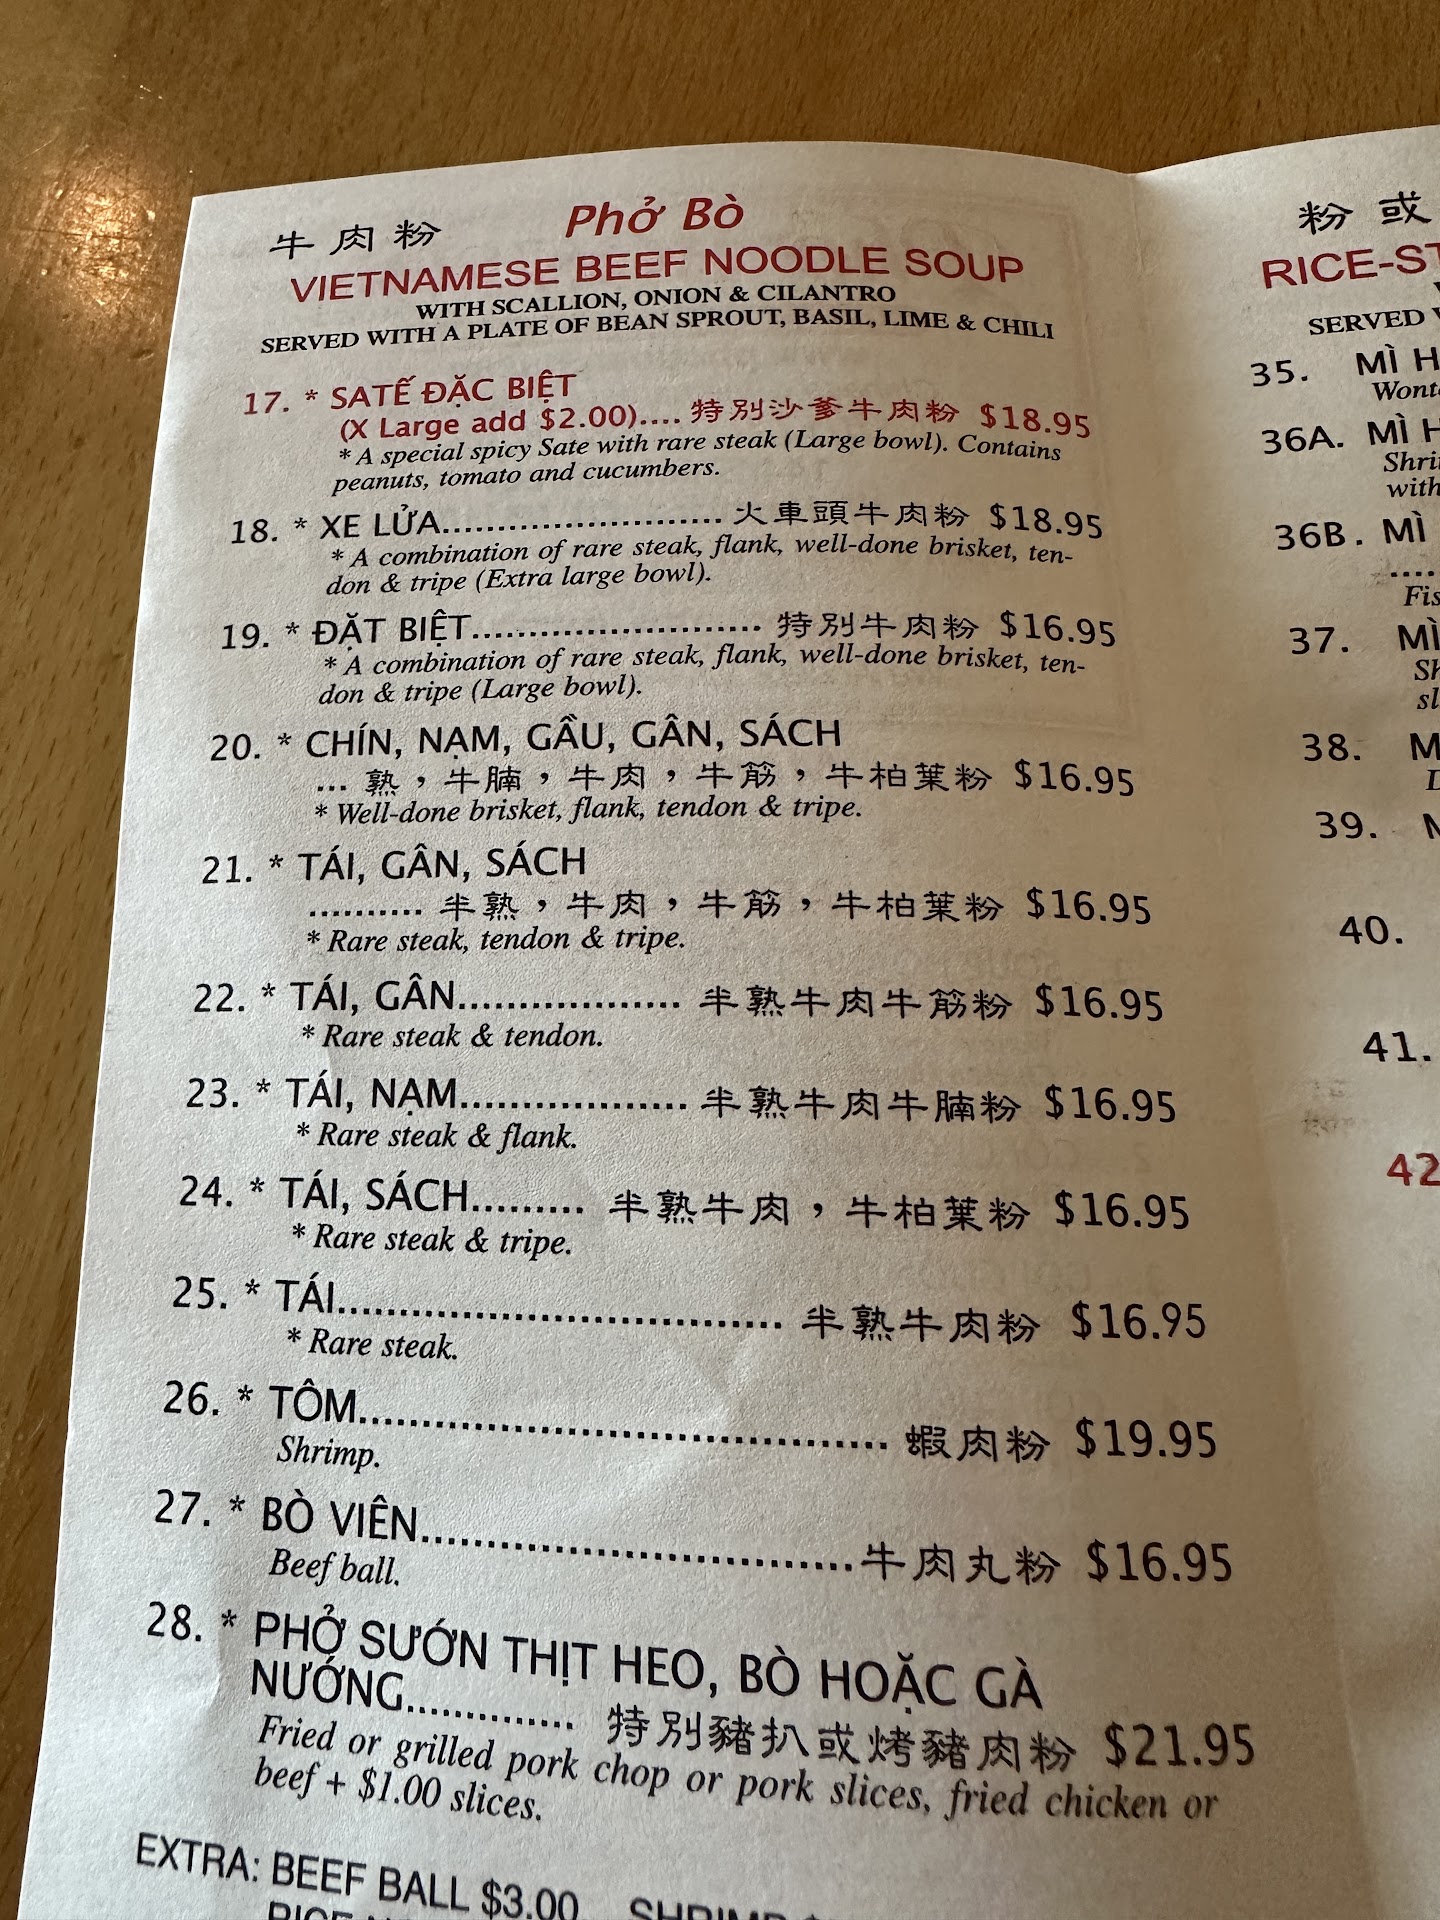 牛肉粉 Phở Bò
VIETNAMESE BEEF NOODLE SOUP
WITH SCALLION, ONION & CILANTRO
SERVED WITH A PLATE OF BEAN SPROUT, BASIL, LIME & CHILI
17. * SATẾ ĐẶC BIỆT
(X Large add $2.00).... 特別沙爹牛肉粉 $18.95
* A special spicy Sate with rare steak (Large bowl). Contains
peanuts, tomato and cucumbers.
18. * XE LỬA.......................... 火車頭牛肉粉 $18.95
* A combination of rare steak, flank, well-done brisket, ten-
don & tripe (Extra large bowl).
19. * ĐẶT BIỆT........................... 特別牛肉粉 $16.95
* A combination of rare steak, flank, well-done brisket, ten-
don & tripe (Large bowl).
20. * CHÍN, NẠM, GẦU, GÂN, SÁCH
... 熟，牛腩，牛肉，牛筋，牛柏葉粉 $16.95
* Well-done brisket, flank, tendon & tripe.
21. * TÁI, GÂN, SÁCH
.......... 半熟，牛肉，牛筋，牛柏葉粉 $16.95
* Rare steak, tendon & tripe.
22. * TÁI, GÂN.................. 半熟牛肉牛筋粉 $16.95
* Rare steak & tendon.
23. * TÁI, NẠM................... 半熟牛肉牛腩粉 $16.95
* Rare steak & flank.
24. * TÁI, SÁCH......... 半熟牛肉，牛柏葉粉 $16.95
* Rare steak & tripe.
25. * TÁI.................................... 半熟牛肉粉 $16.95
* Rare steak.
26. * TÔM.......................................... 蝦肉粉 $19.95
Shrimp.
27. * BÒ VIÊN..................................牛肉丸粉 $16.95
Beef ball.
28. * PHỞ SƯỚN THỊT HEO, BÒ HOẶC GÀ
NƯỚNG.............. 特別豬扒或烤豬肉粉 $21.95
Fried or grilled pork chop or pork slices, fried chicken or
beef + $1.00 slices.
EXTRA: BEEF BALL $3.00 SHRIMP
粉或
RICE-ST
SERVED
35. MÌ
36A. MÌ
with
36B. MÌ
37. MÌ
38.
39.
40.
41.
42